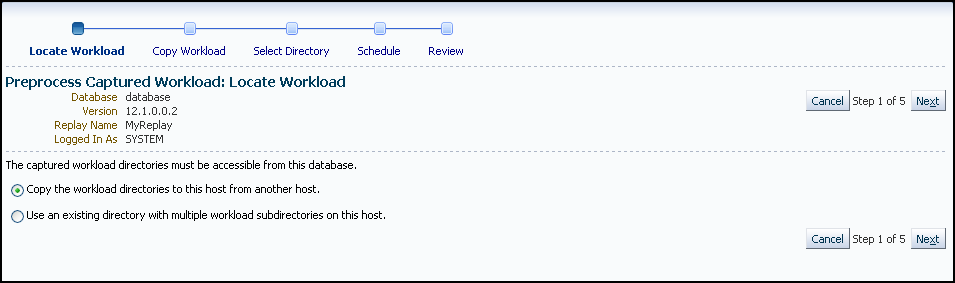 Locate Workload Copy Workload Select Directory Schedule Review
Preprocess Captured Workload: Locate Workload
Database database
Version 12.1.0.0.2
Replay Name MyReplay
Logged In As SYSTEM
Cancel Step 1 of 5 Next
The captured workload directories must be accessible from this database.
Copy the workload directories to this host from another host.
Use an existing directory with multiple workload subdirectories on this host.
Cancel Step 1 of 5 Next